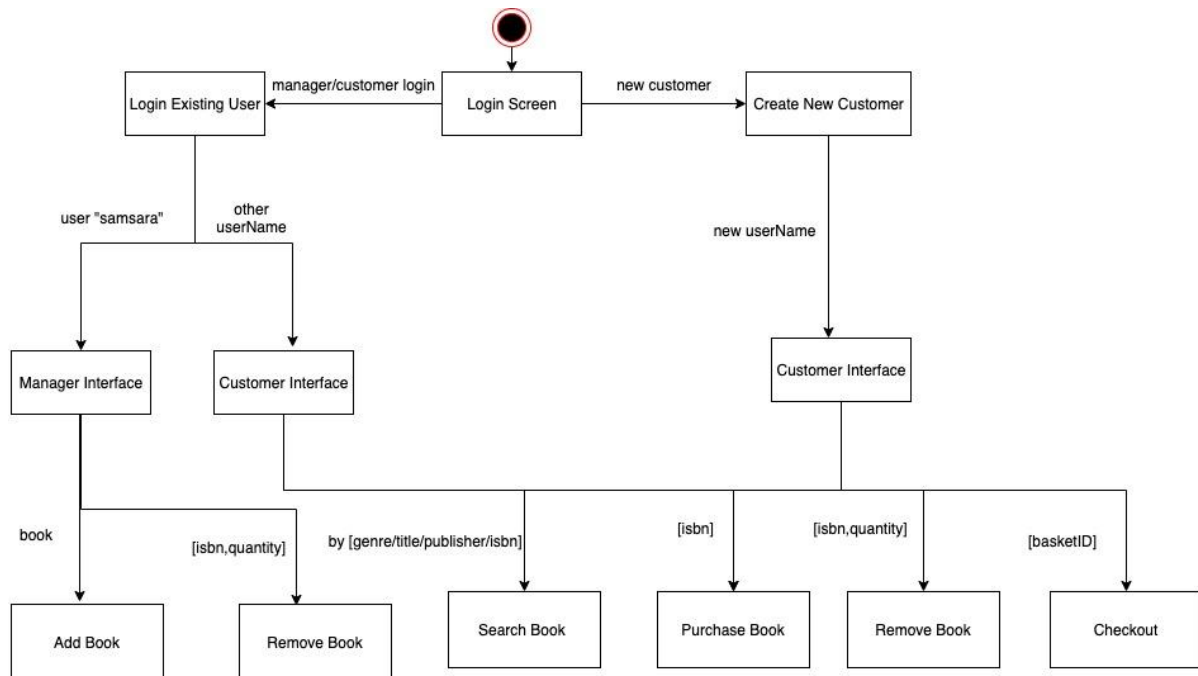 manager/customer login
new customer
Login Existing User
Login Screen
Create New Customer
user "samsara"
other
userName
new userName
Manager Interface
Customer Interface
Customer Interface
book
[isbn,quantity]
by [genre/title/publisher/isbn]
[isbn]
[isbn,quantity]
[basketID]
Add Book
Remove Book
Search Book
Purchase Book
Remove Book
Checkout